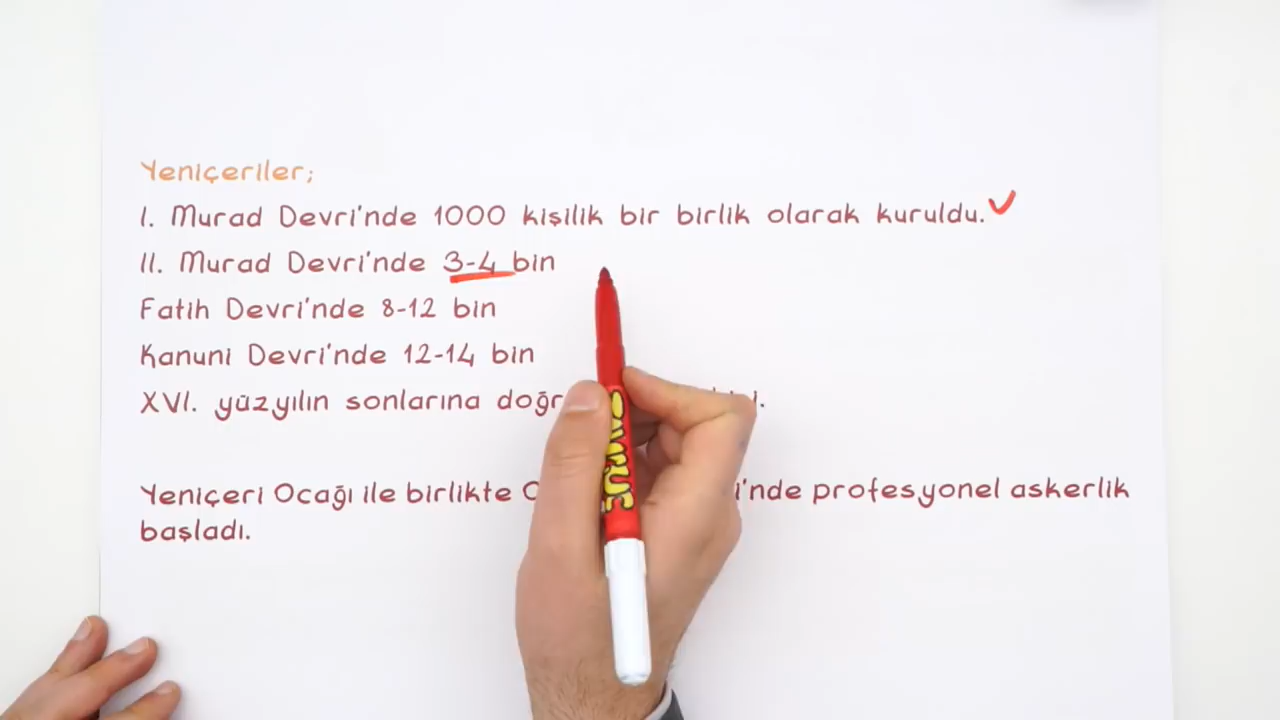 Yeniçeriler;
I. Murad Devri'nde 1000 kişilik bir birlik olarak kuruldu.
II. Murad Devri'nde 3-4 bin
Fatih Devri'nde 8-12 bin
Kanuni Devri'nde 12-14 bin
XVI. yüzyılın sonlarına
Yeniçeri Ocağı ile birlikte profesyonel askerlik
başladı.